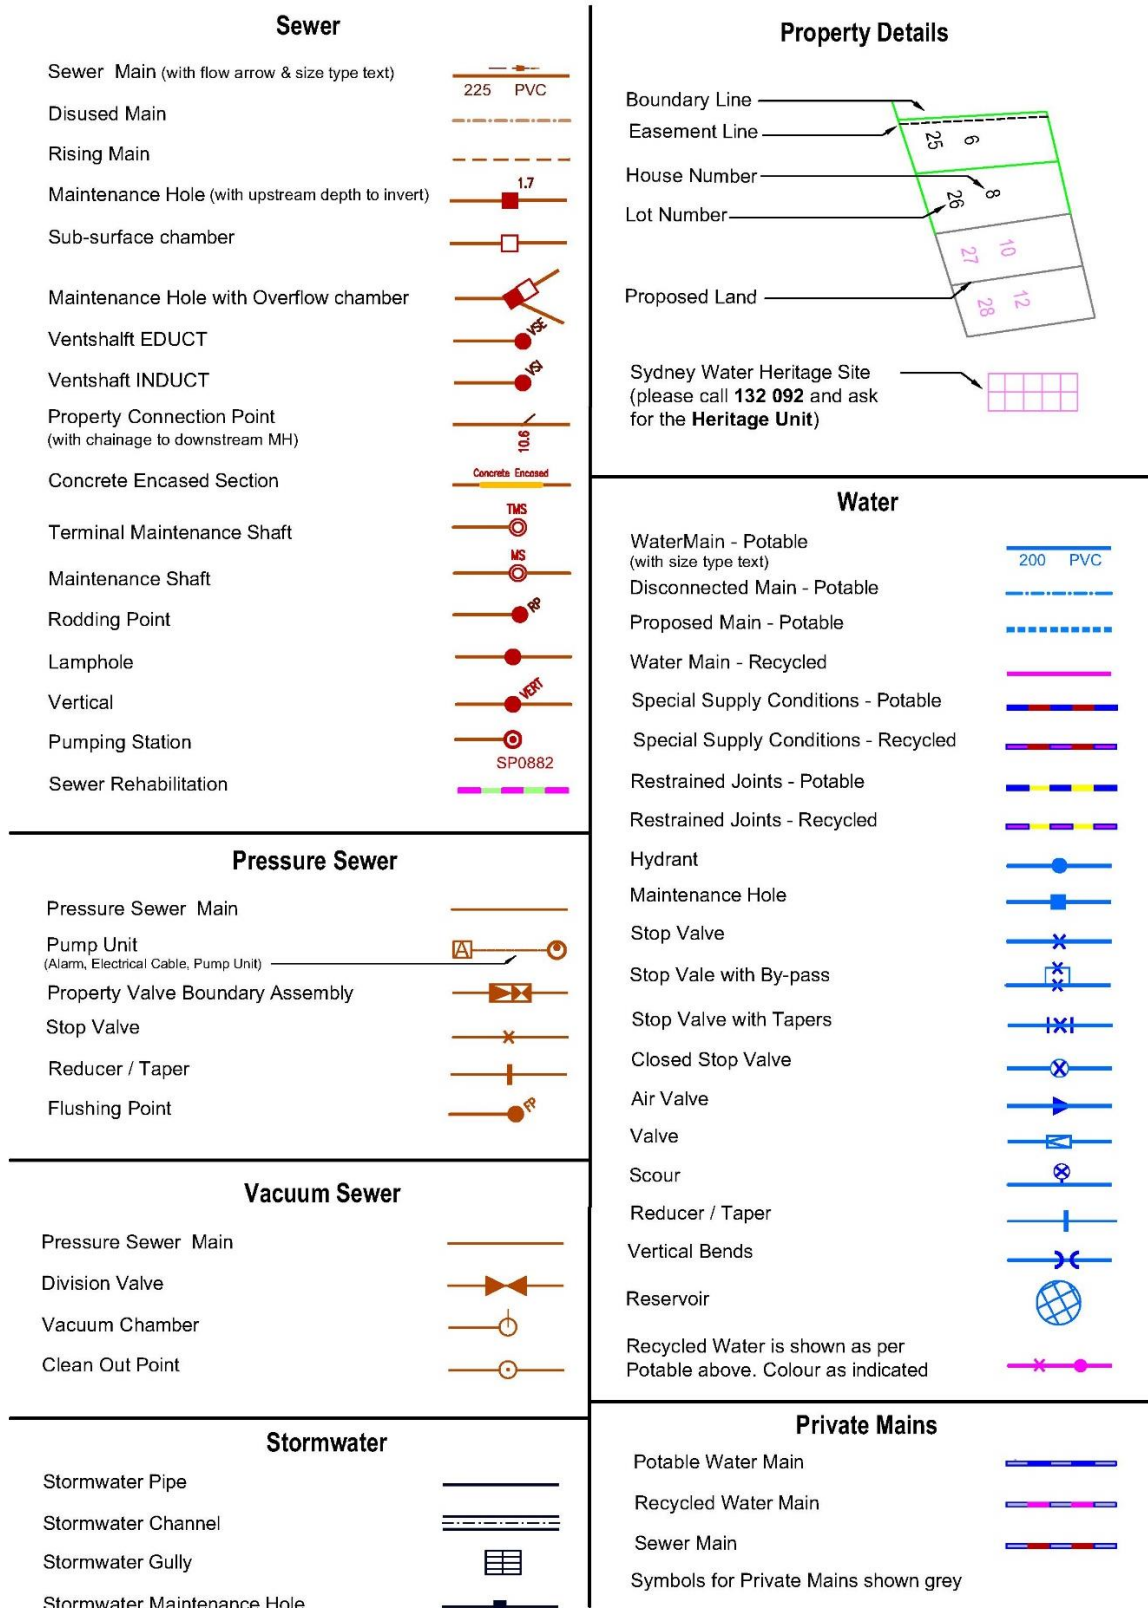 Sewer
Sewer Main (with flow arrow & size type text)
225 PVC
Disused Main
Rising Main
Maintenance Hole (with upstream depth to invert)
1.7
Sub-surface chamber
Maintenance Hole with Overflow chamber
Ventshalft EDUCT
VSE
Ventshaft INDUCT
VSI
Property Connection Point
(with chainage to downstream MH)
10.6
Concrete Encased Section
Concrete Encased
Terminal Maintenance Shaft
TMS
Maintenance Shaft
MS
Rodding Point
RP
Lamphole
Vertical
VERT
Pumping Station
SP0882
Sewer Rehabilitation
Pressure Sewer
Pressure Sewer Main
Pump Unit
(Alarm, Electrical Cable, Pump Unit)
A
Property Valve Boundary Assembly
Stop Valve
Reducer / Taper
Flushing Point
FP
Vacuum Sewer
Pressure Sewer Main
Division Valve
Vacuum Chamber
Clean Out Point
Stormwater
Stormwater Pipe
Stormwater Channel
Stormwater Gully
Stormwater Maintenance Hole
Property Details
Boundary Line
Easement Line
House Number
Lot Number
Proposed Land
25 6
26 8
27 10
28 12
Sydney Water Heritage Site
(please call 132 092 and ask
for the Heritage Unit)
Water
WaterMain - Potable
(with size type text)
200 PVC
Disconnected Main - Potable
Proposed Main - Potable
Water Main - Recycled
Special Supply Conditions - Potable
Special Supply Conditions - Recycled
Restrained Joints - Potable
Restrained Joints - Recycled
Hydrant
Maintenance Hole
Stop Valve
Stop Vale with By-pass
Stop Valve with Tapers
Closed Stop Valve
Air Valve
Valve
Scour
Reducer / Taper
Vertical Bends
Reservoir
Recycled Water is shown as per
Potable above. Colour as indicated
Private Mains
Potable Water Main
Recycled Water Main
Sewer Main
Symbols for Private Mains shown grey